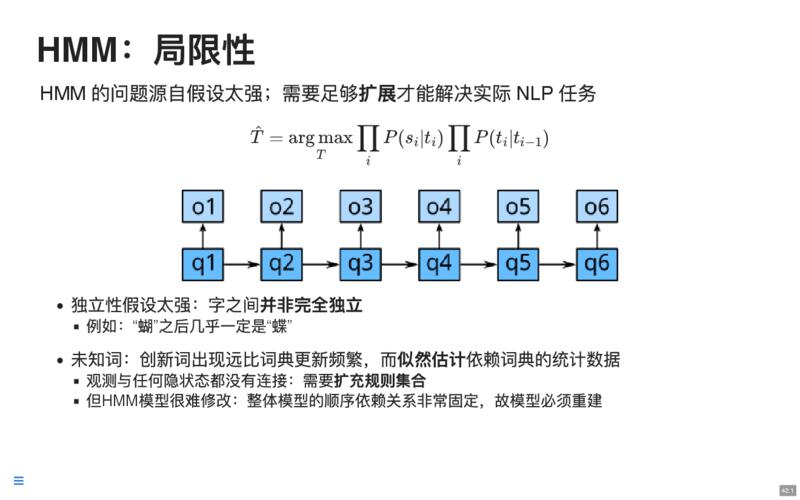 HMM：局限性
HMM 的问题源自假设太强；需要足够扩展才能解决实际 NLP 任务
T̂ = arg max_T ∏_i P(s_i|t_i) ∏_i P(t_i|t_{i−1})
o1 o2 o3 o4 o5 o6
q1 q2 q3 q4 q5 q6
• 独立性假设太强：字之间并非完全独立
▪ 例如：“蝴”之后几乎一定是“蝶”
• 未知词：创新词出现远比词典更新频繁，而似然估计依赖词典的统计数据
▪ 观测与任何隐状态都没有连接：需要扩充规则集合
▪ 但HMM模型很难修改：整体模型的顺序依赖关系非常固定，故模型必须重建
42.1